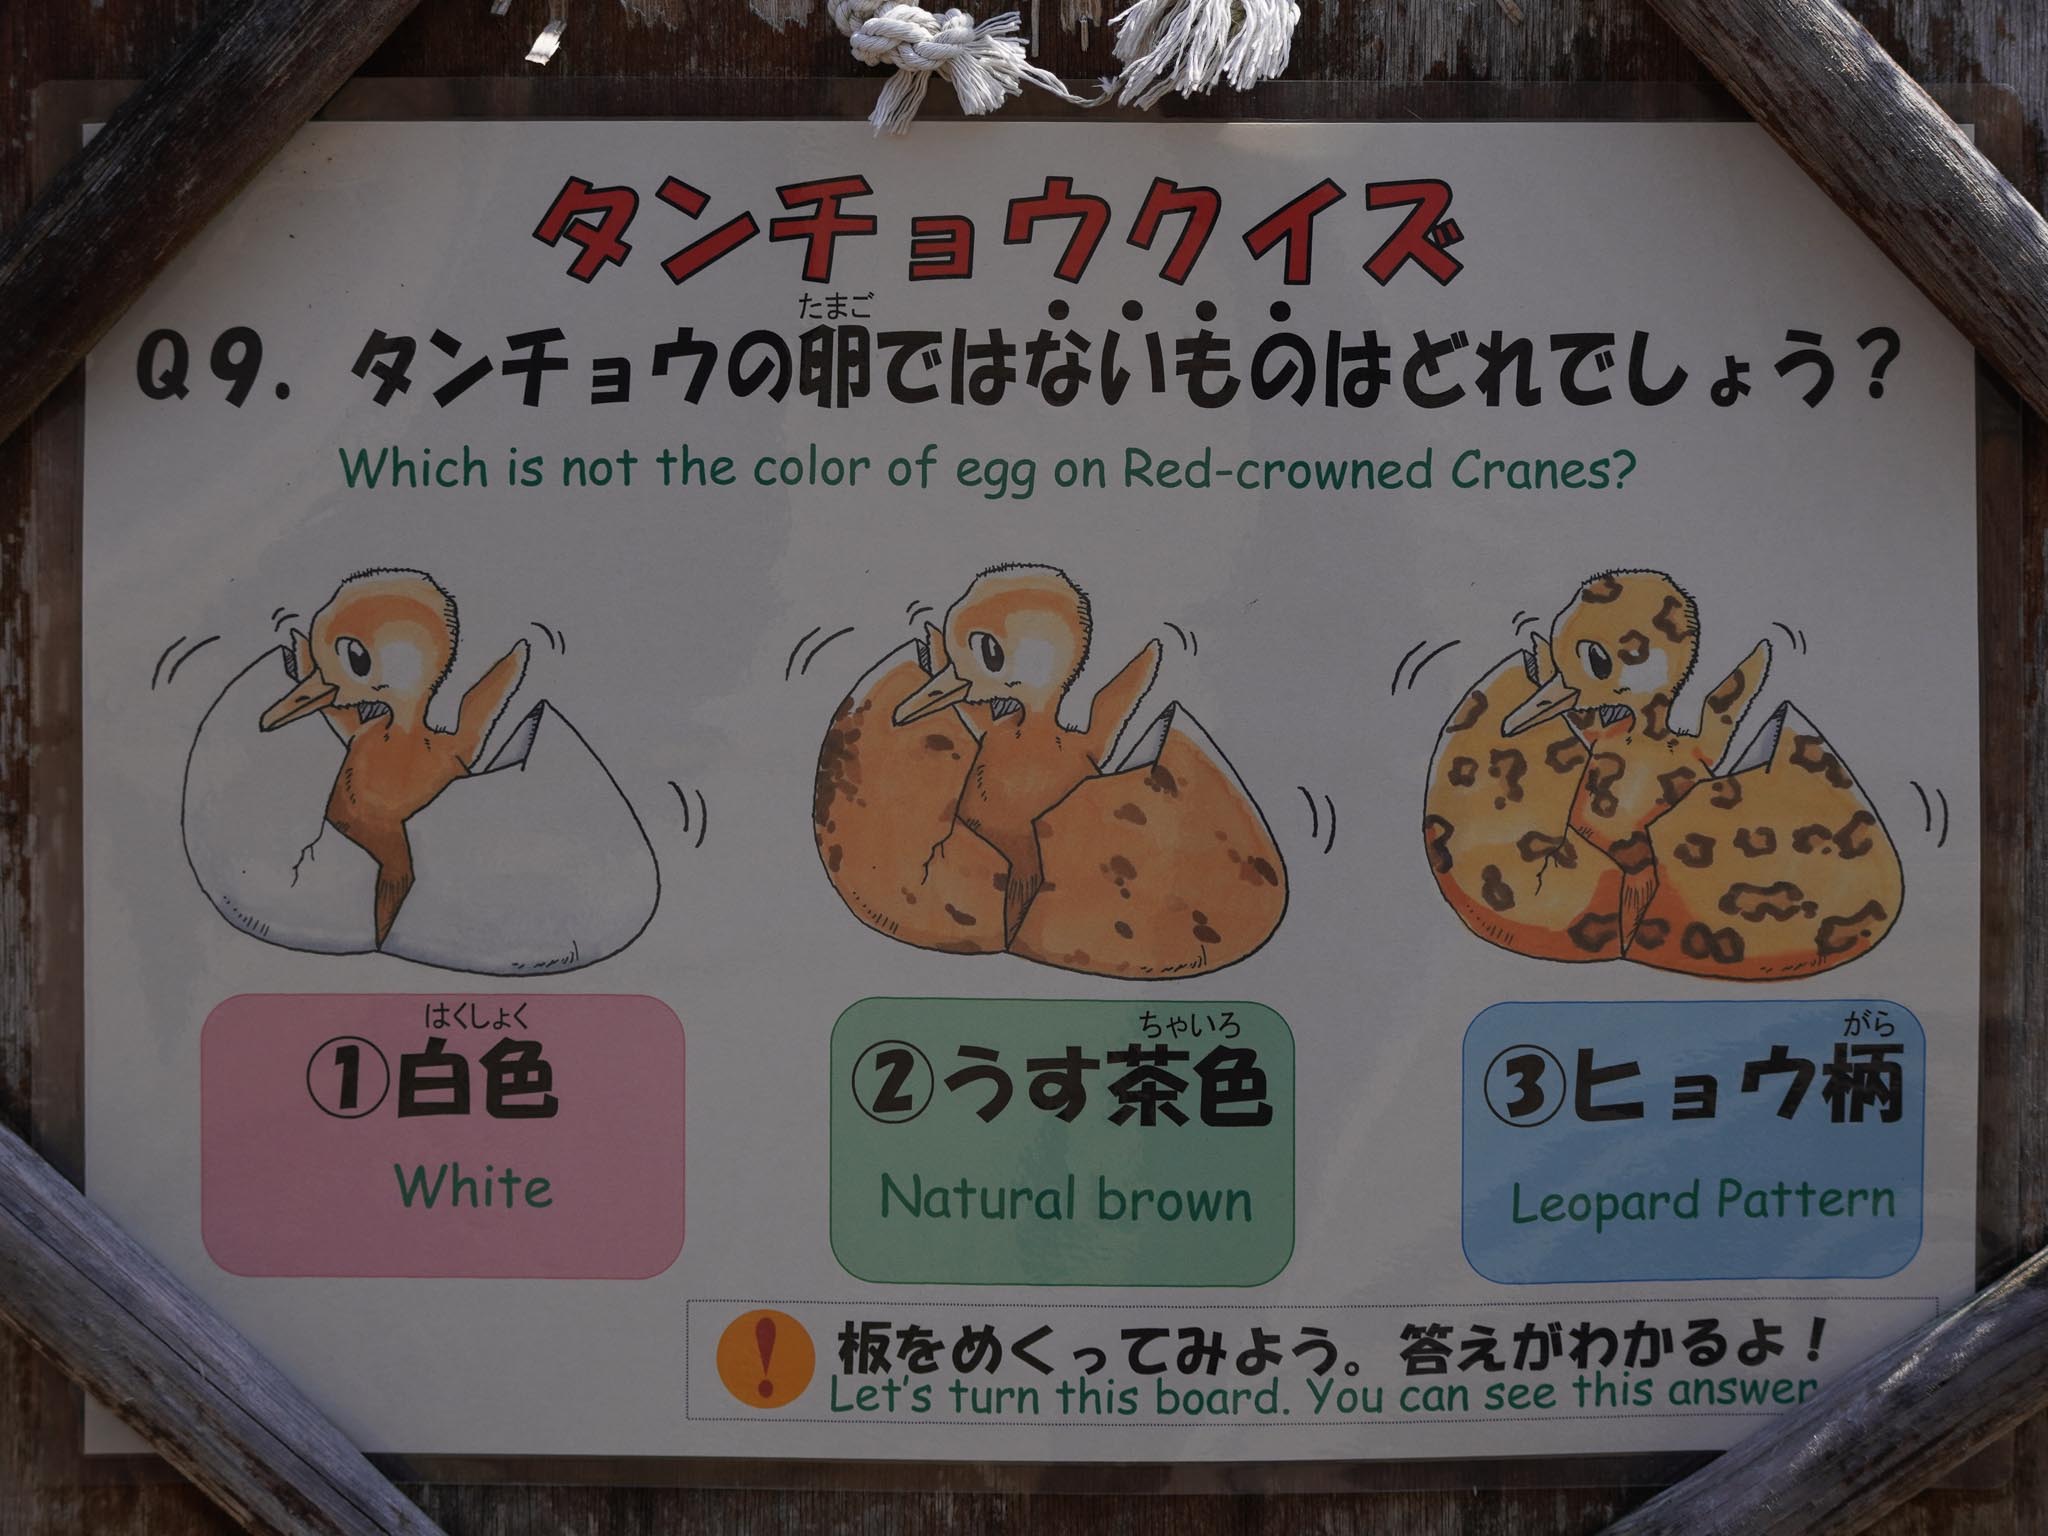 タンチョウクイズ
たまご
Q9. タンチョウの卵ではないものはどれでしょう?
Which is not the color of egg on Red-crowned Cranes?
はくしょく
①白色
White
ちゃいろ
②うす茶色
Natural brown
がら
③ヒョウ柄
Leopard Pattern
板をめくってみよう。答えがわかるよ!
Let's turn this board. You can see this answer.